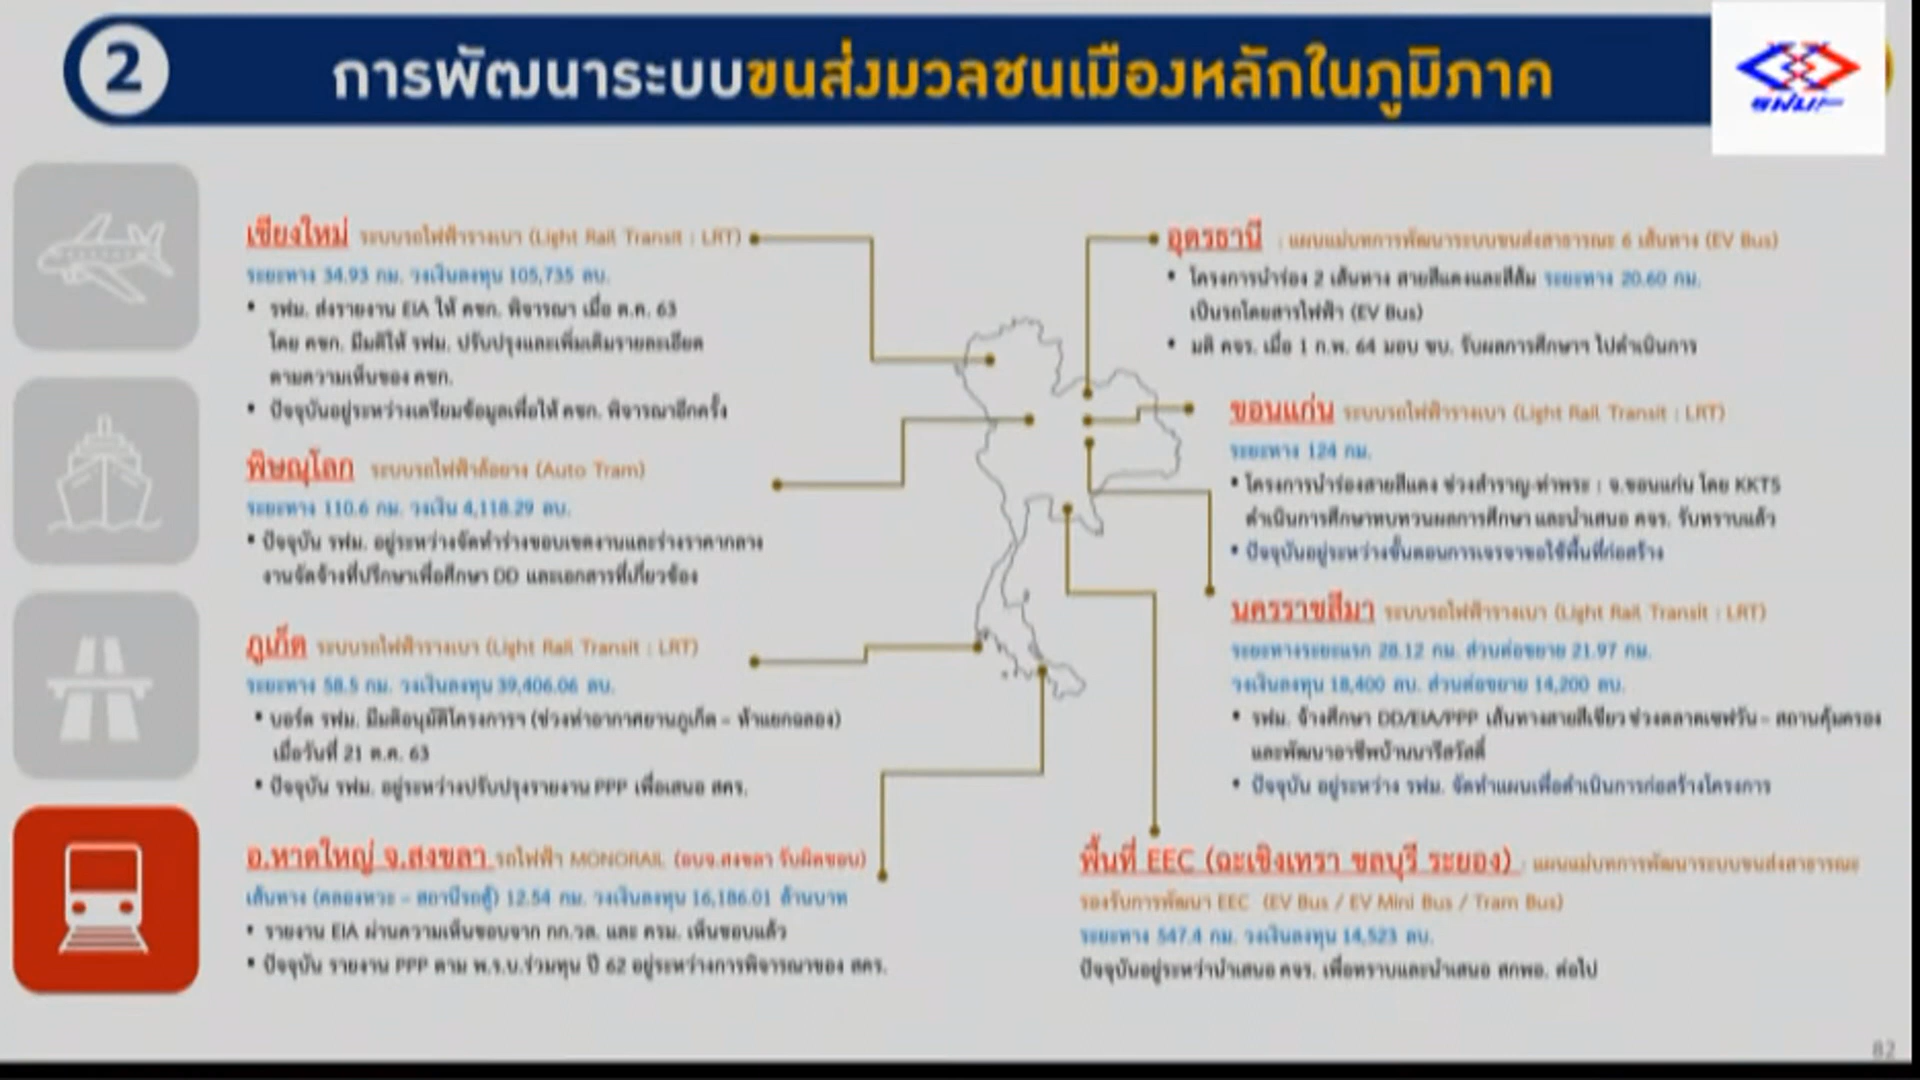 2
การพัฒนาระบบขนส่งมวลชนเมืองหลักในภูมิภาค
รฟม.
เชียงใหม่ ระบบรถไฟฟ้ารางเบา (Light Rail Transit : LRT)
ระยะทาง 34.93 กม. วงเงินลงทุน 105,735 ลบ.
• รฟม. ส่งรายงาน EIA ให้ คชก. พิจารณา เมื่อ ต.ค. 63
โดย คชก. มีมติให้ รฟม. ปรับปรุงและเพิ่มเติมรายละเอียด
ตามความเห็นของ คชก.
• ปัจจุบันอยู่ระหว่างเตรียมข้อมูลเพื่อให้ คชก. พิจารณาอีกครั้ง
พิษณุโลก ระบบรถไฟฟ้าล้อยาง (Auto Tram)
ระยะทาง 110.6 กม. วงเงิน 4,118.29 ลบ.
• ปัจจุบัน รฟม. อยู่ระหว่างจัดทำร่างขอบเขตงานและร่างราคากลาง
งานจัดจ้างที่ปรึกษาเพื่อศึกษา DD และเอกสารที่เกี่ยวข้อง
ภูเก็ต ระบบรถไฟฟ้ารางเบา (Light Rail Transit : LRT)
ระยะทาง 58.5 กม. วงเงินลงทุน 39,406.06 ลบ.
• บอร์ด รฟม. มีมติอนุมัติโครงการฯ (ช่วงท่าอากาศยานภูเก็ต – ห้าแยกฉลอง)
เมื่อวันที่ 21 ต.ค. 63
• ปัจจุบัน รฟม. อยู่ระหว่างปรับปรุงรายงาน PPP เพื่อเสนอ สคร.
อ.หาดใหญ่ จ.สงขลา รถไฟฟ้า MONORAIL (อบจ.สงขลา รับผิดชอบ)
เส้นทาง (คลองหวะ – สถานีรถตู้) 12.54 กม. วงเงินลงทุน 16,186.01 ล้านบาท
• รายงาน EIA ผ่านความเห็นชอบจาก กก.วล. และ ครม. เห็นชอบแล้ว
• ปัจจุบัน รายงาน PPP ตาม พ.ร.บ.ร่วมทุน ปี 62 อยู่ระหว่างการพิจารณาของ สคร.
อุดรธานี : แผนแม่บทการพัฒนาระบบขนส่งสาธารณะ 6 เส้นทาง (EV Bus)
• โครงการนำร่อง 2 เส้นทาง สายสีแดงและสีส้ม ระยะทาง 20.60 กม.
เป็นรถโดยสารไฟฟ้า (EV Bus)
• มติ คจร. เมื่อ 1 ก.พ. 64 มอบ ขบ. รับผลการศึกษาฯ ไปดำเนินการ
ขอนแก่น ระบบรถไฟฟ้ารางเบา (Light Rail Transit : LRT)
ระยะทาง 124 กม.
• โครงการนำร่องสายสีแดง ช่วงสำราญ-ท่าพระ : จ.ขอนแก่น โดย KKTS
ดำเนินการศึกษาทบทวนผลการศึกษา และนำเสนอ คจร. รับทราบแล้ว
• ปัจจุบันอยู่ระหว่างขั้นตอนการเจรจาขอใช้พื้นที่ก่อสร้าง
นครราชสีมา ระบบรถไฟฟ้ารางเบา (Light Rail Transit : LRT)
ระยะทางระยะแรก 28.12 กม. ส่วนต่อขยาย 21.97 กม.
วงเงินลงทุน 18,400 ลบ. ส่วนต่อขยาย 14,200 ลบ.
• รฟม. จ้างศึกษา DD/EIA/PPP เส้นทางสายสีเขียว ช่วงตลาดเซฟวัน – สถานคุ้มครอง
และพัฒนาอาชีพบ้านนารีสวัสดิ์
• ปัจจุบัน อยู่ระหว่าง รฟม. จัดทำแผนเพื่อดำเนินการก่อสร้างโครงการ
พื้นที่ EEC (ฉะเชิงเทรา ชลบุรี ระยอง) : แผนแม่บทการพัฒนาระบบขนส่งสาธารณะ
รองรับการพัฒนา EEC (EV Bus / EV Mini Bus / Tram Bus)
ระยะทาง 547.4 กม. วงเงินลงทุน 14,523 ลบ.
ปัจจุบันอยู่ระหว่านำเสนอ คจร. เพื่อทราบและนำเสนอ สกพอ. ต่อไป
82